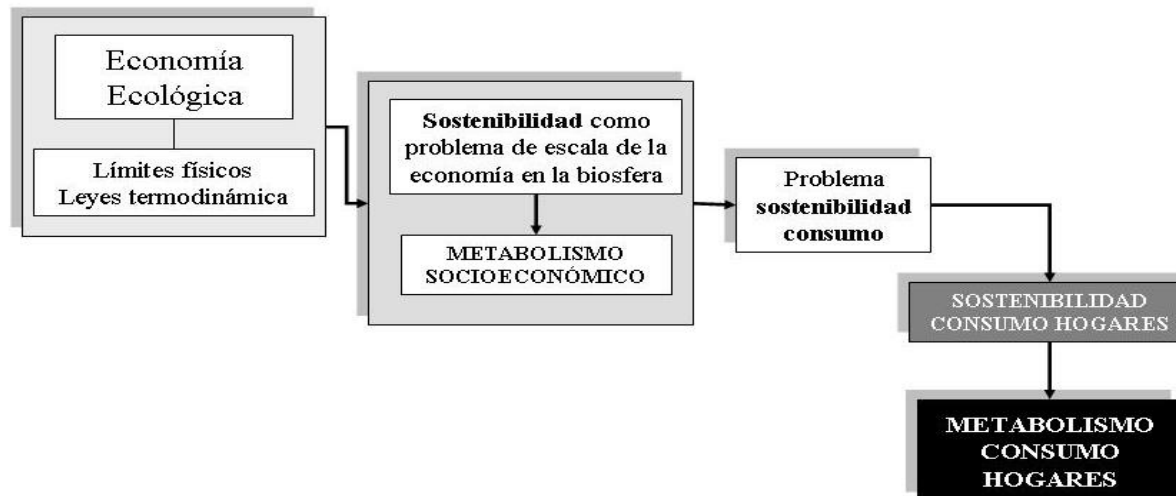 Economía
Ecológica
Límites físicos
Leyes termodinámica
Sostenibilidad como
problema de escala de la
economía en la biosfera
METABOLISMO
SOCIOECONÓMICO
Problema
sostenibilidad
consumo
SOSTENIBILIDAD
CONSUMO HOGARES
METABOLISMO
CONSUMO
HOGARES